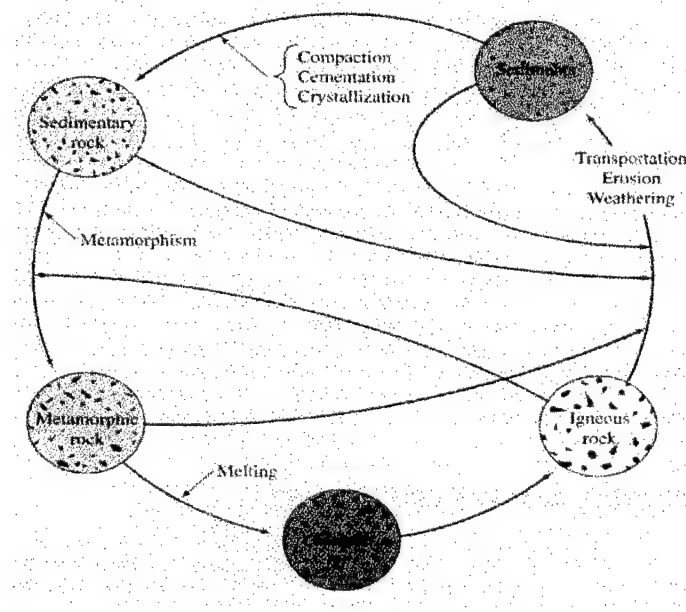 Compaction
Cementation
Crystallization
Sediments
Sedimentary
rock
Transportation
Erosion
Weathering
Metamorphism
Metamorphic
rock
Igneous
rock
Melting